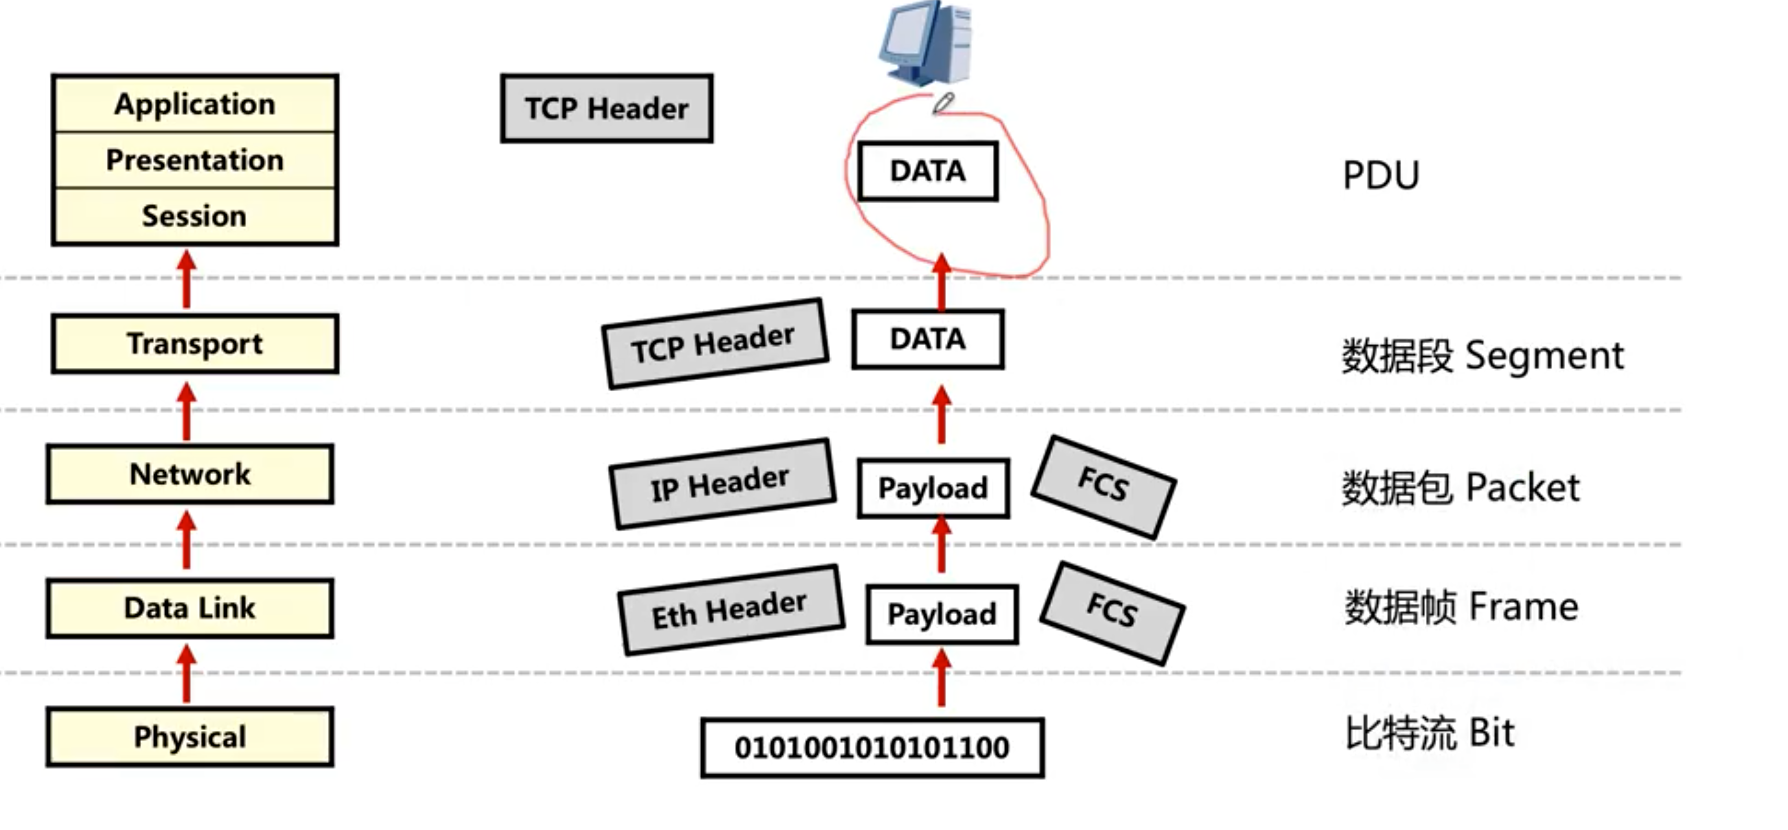 Application
TCP Header
Presentation
DATA
PDU
Session
Transport
TCP Header
DATA
数据段 Segment
Network
IP Header
Payload
FCS
数据包 Packet
Data Link
Eth Header
Payload
FCS
数据帧 Frame
Physical
0101001010101100
比特流 Bit